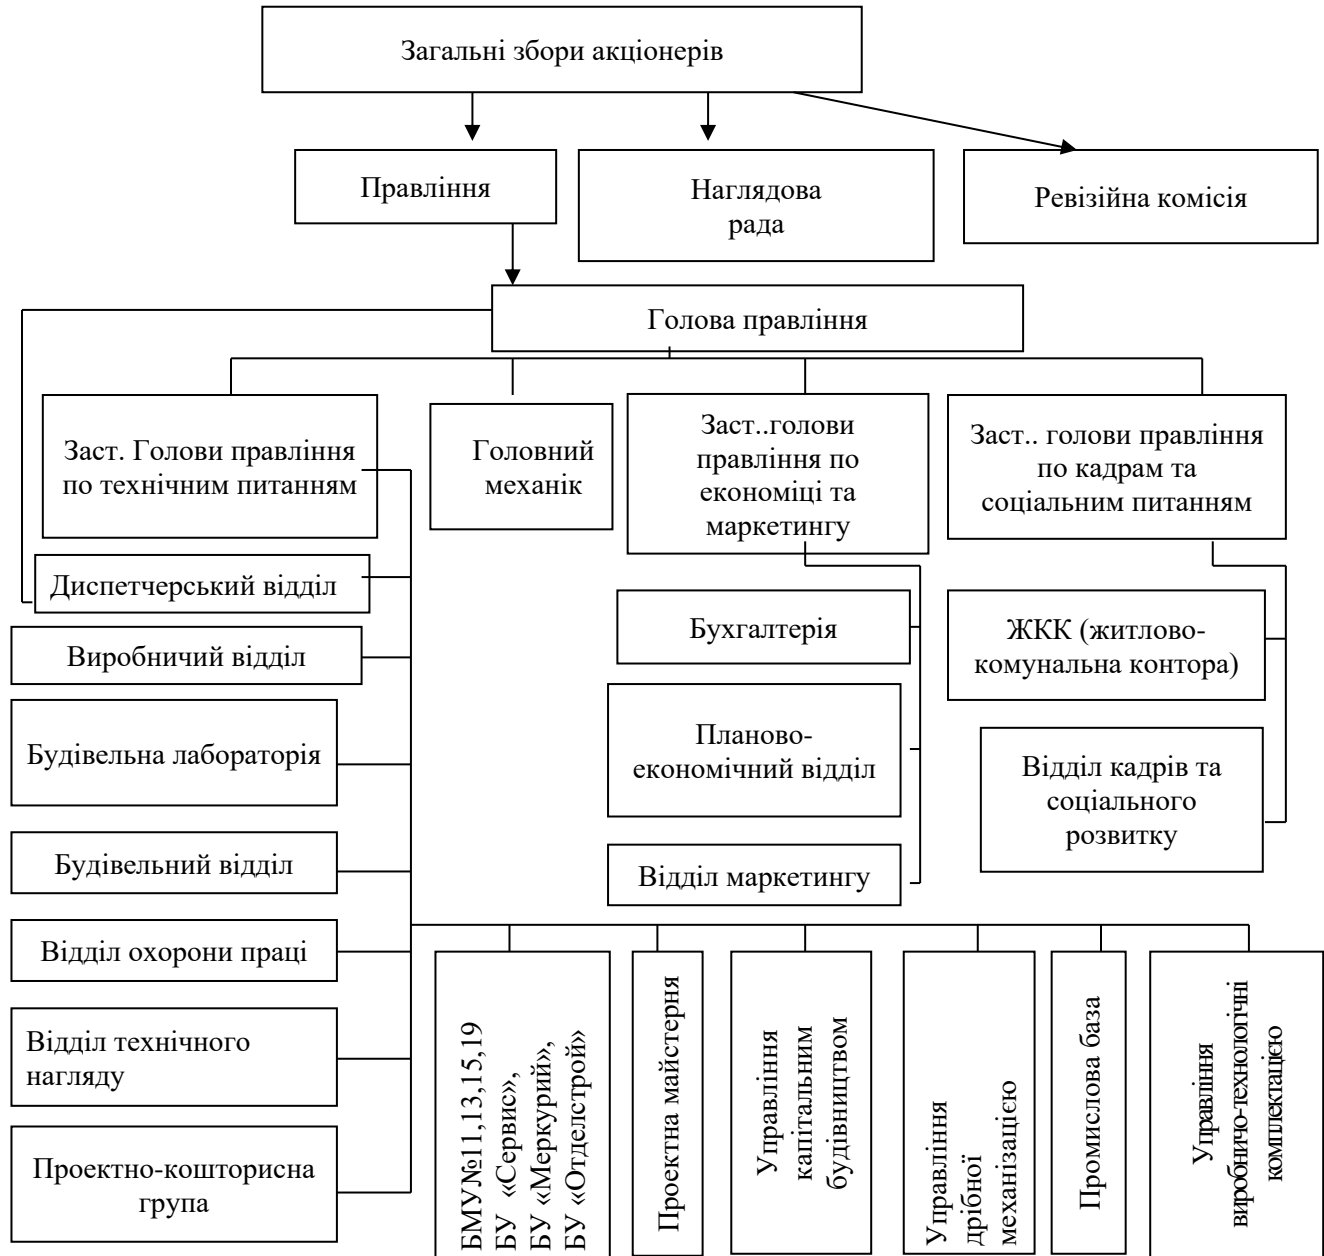 Загальні збори акціонерів
Правління
Наглядова
рада
Ревізійна комісія
Голова правління
Заст. Голови правління
по технічним питанням
Головний
механік
Заст..голови
правління по
економіці та
маркетингу
Заст.. голови правління
по кадрам та
соціальним питанням
Диспетчерський відділ
Виробничий відділ
Будівельна лабораторія
Будівельний відділ
Відділ охорони праці
Відділ технічного
нагляду
Проектно-кошторисна
група
Бухгалтерія
Планово-
економічний відділ
Відділ маркетингу
ЖКК (житлово-
комунальна контора)
Відділ кадрів та
соціального
розвитку
БМУ№11,13,15,19
БУ «Сервис»,
БУ «Меркурий»,
БУ «Отделстрой»
Проектна майстерня
Управління
капітальним
будівництвом
Управління
дрібної
механізацією
Промислова база
Управління
виробничо-технологічні
комплектацією